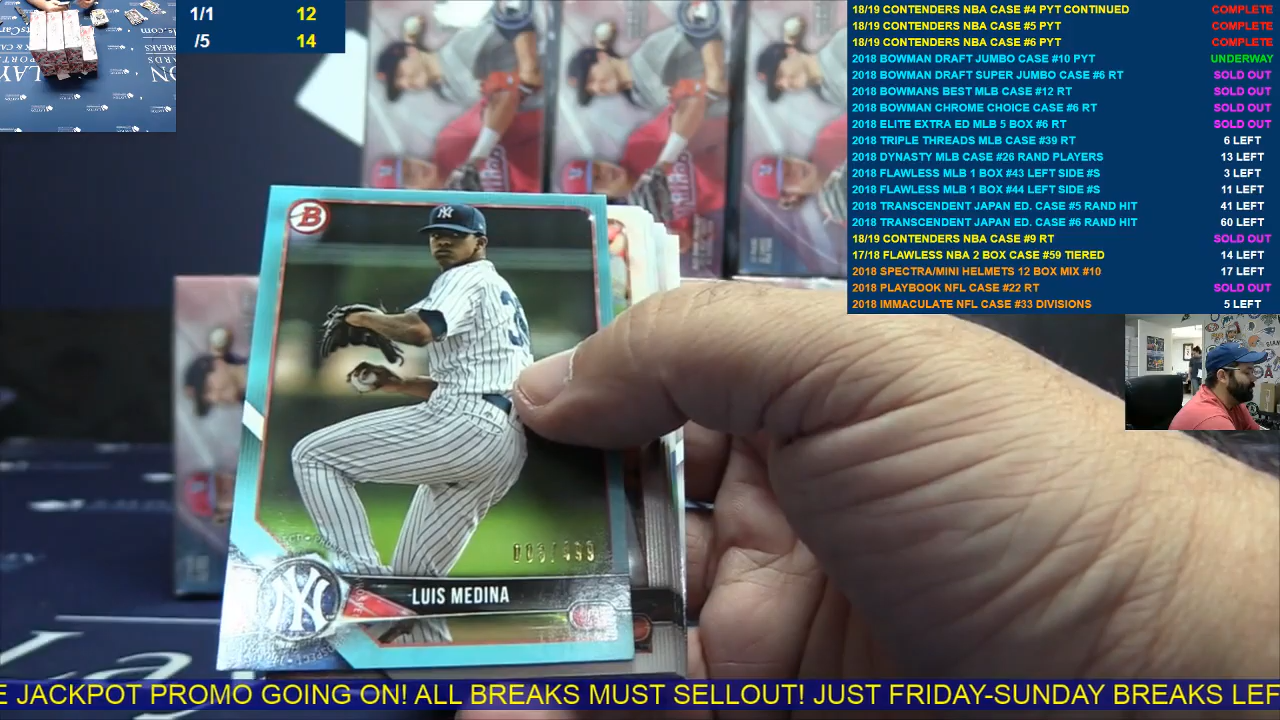 1/1 12
/5 14
18/19 CONTENDERS NBA CASE #4 PYT CONTINUED COMPLETE
18/19 CONTENDERS NBA CASE #5 PYT COMPLETE
18/19 CONTENDERS NBA CASE #6 PYT COMPLETE
2018 BOWMAN DRAFT JUMBO CASE #10 PYT UNDERWAY
2018 BOWMAN DRAFT SUPER JUMBO CASE #6 RT SOLD OUT
2018 BOWMANS BEST MLB CASE #12 RT SOLD OUT
2018 BOWMAN CHROME CHOICE CASE #6 RT SOLD OUT
2018 ELITE EXTRA ED MLB 5 BOX #6 RT SOLD OUT
2018 TRIPLE THREADS MLB CASE #39 RT 6 LEFT
2018 DYNASTY MLB CASE #26 RAND PLAYERS 13 LEFT
2018 FLAWLESS MLB 1 BOX #43 LEFT SIDE #S 3 LEFT
2018 FLAWLESS MLB 1 BOX #44 LEFT SIDE #S 11 LEFT
2018 TRANSCENDENT JAPAN ED. CASE #5 RAND HIT 41 LEFT
2018 TRANSCENDENT JAPAN ED. CASE #6 RAND HIT 60 LEFT
18/19 CONTENDERS NBA CASE #9 RT SOLD OUT
17/18 FLAWLESS NBA 2 BOX CASE #59 TIERED 14 LEFT
2018 SPECTRA/MINI HELMETS 12 BOX MIX #10 17 LEFT
2018 PLAYBOOK NFL CASE #22 RT SOLD OUT
2018 IMMACULATE NFL CASE #33 DIVISIONS 5 LEFT
B
NY
LUIS MEDINA
E JACKPOT PROMO GOING ON! ALL BREAKS MUST SELLOUT! JUST FRIDAY-SUNDAY BREAKS LEF